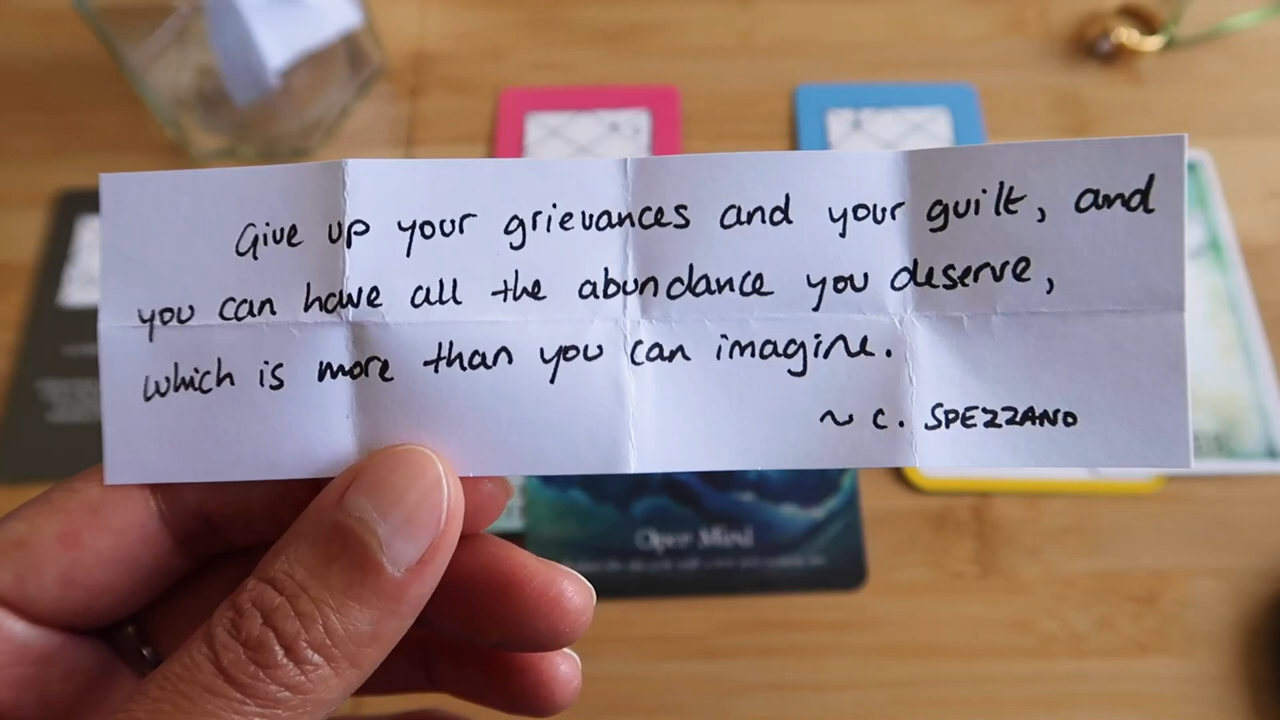 Give up your grievances and your guilt, and
you can have all the abundance you deserve,
which is more than you can imagine.
~ C. SPEZZANO
Open Mind